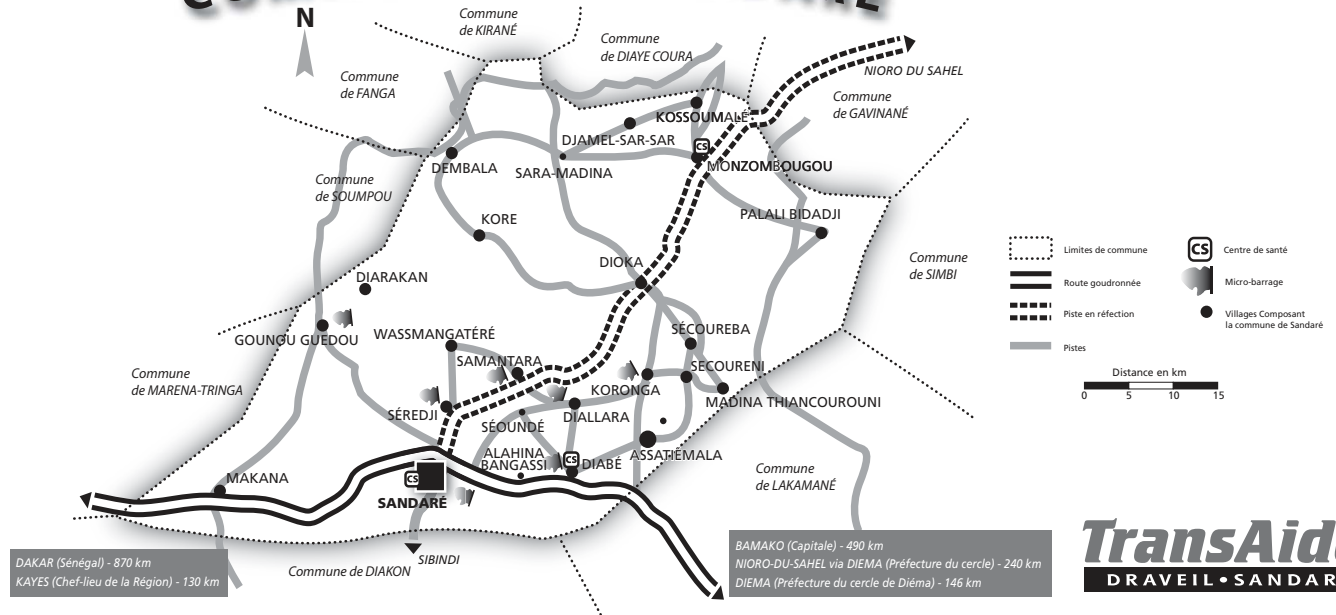 N
Commune
de KIRANÉ
Commune
de DIAYE COURA
Commune
de FANGA
NIORO DU SAHEL
Commune
de GAVINANÉ
KOSSOUMALÉ
DJAMEL-SAR-SAR
CS
MONZOMBOUGOU
DEMBALA
SARA-MADINA
Commune
de SOUMPOU
KORE
PALALI BIDADJI
DIOKA
Commune
de SIMBI
DIARAKAN
GOUNOU GUEDOU
WASSMANGATÉRÉ
SAMANTARA
SÉCOUREBA
SECOURENI
KORONGA
MADINA THIANCOUROUNI
Commune
de MARENA-TRINGA
SÉREDJI
SÉOUNDÉ
DIALLARA
ALAHINA
BANGASSI
CS
DIABÉ
ASSATIÉMALA
MAKANA
CS
SANDARÉ
Commune
de LAKAMANÉ
SIBINDI
Commune de DIAKON
Limites de commune
Route goudronnée
Piste en réfection
Pistes
CS
Centre de santé
Micro-barrage
Villages Composant
la commune de Sandaré
Distance en km
0 5 10 15
DAKAR (Sénégal) - 870 km
KAYES (Chef-lieu de la Région) - 130 km
BAMAKO (Capitale) - 490 km
NIORO-DU-SAHEL via DIEMA (Préfecture du cercle) - 240 km
DIEMA (Préfecture du cercle de Diéma) - 146 km
TransAid
DRAVEIL • SANDAR